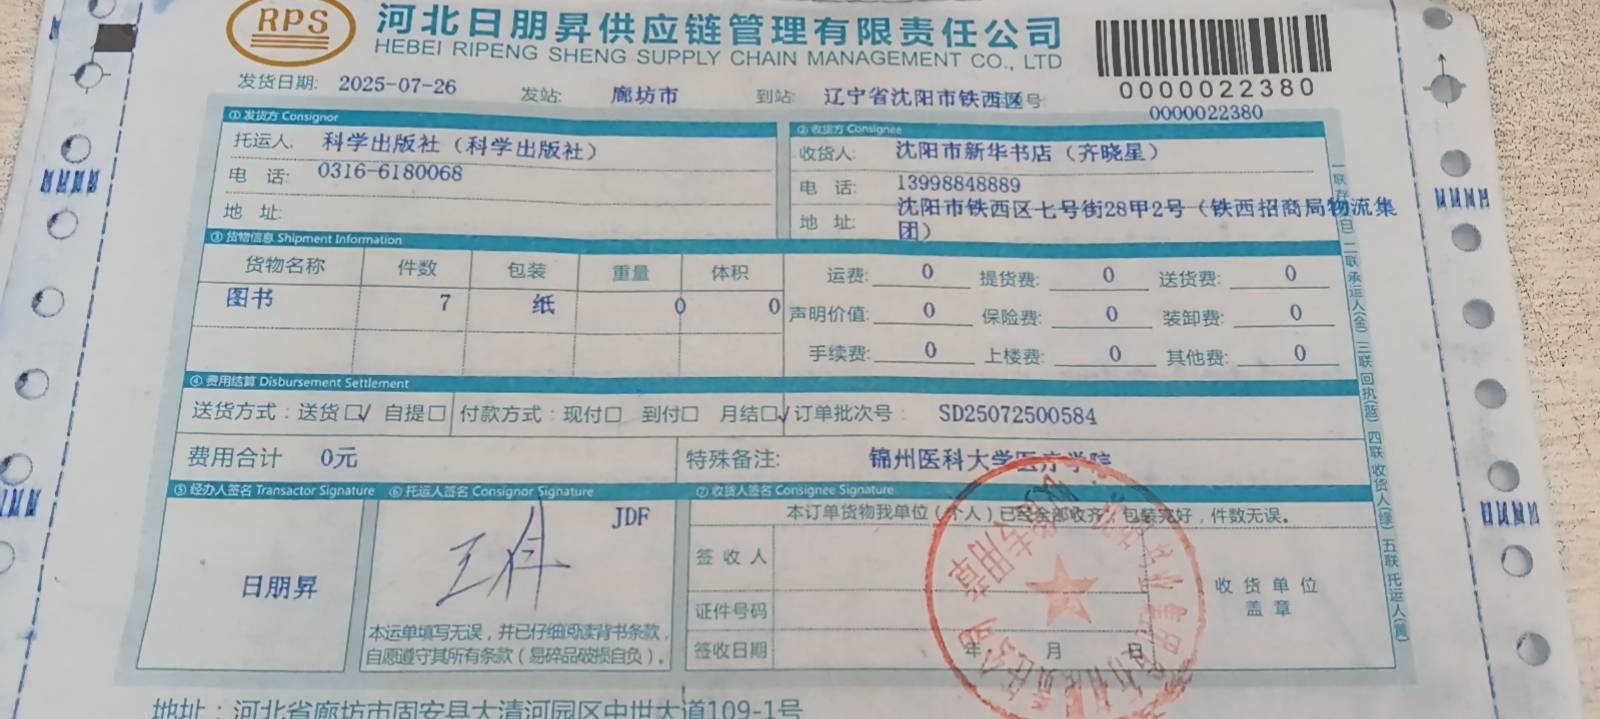 RPS
河北日朋昇供应链管理有限责任公司
HEBEI RIPENG SHENG SUPPLY CHAIN MANAGEMENT CO., LTD
0000022380
0000022380
发货日期: 2025-07-26 发站: 廊坊市 到站: 辽宁省沈阳市铁西区号
① 发货方 Consignor
托运人: 科学出版社（科学出版社）
电 话: 0316-6180068
地 址:
② 收货方 Consignee
收货人: 沈阳市新华书店（齐晓星）
电 话: 13998848889
地 址: 沈阳市铁西区七号街28甲2号（铁西招商局物流集
团）
③ 货物信息 Shipment Information
货物名称 件数 包装 重量 体积
图书 7 纸 0 0
运费: 0 提货费: 0 送货费: 0
声明价值: 0 保险费: 0 装卸费: 0
手续费: 0 上楼费: 0 其他费: 0
④ 费用结算 Disbursement Settlement
送货方式：送货☐√ 自提☐ 付款方式：现付☐ 到付☐ 月结☐√ 订单批次号： SD25072500584
费用合计 0元 特殊备注: 锦州医科大学医疗学院
⑤ 经办人签名 Transactor Signature ⑥ 托运人签名 Consignor Signature ⑦ 收货人签名 Consignee Signature
日朋昇
JDF
本运单填写无误，并已仔细阅读背书条款，
自愿遵守其所有条款（易碎品破损自负）。
本订单货物我单位（个人）已经全部收齐，包装完好，件数无误。
签 收 人
证件号码
签收日期 年 月 日
收 货 单 位
盖 章
二联 承运人(金) 三联 回执(蓝) 四联 收货人(绿) 五联 托运人(黄)
地址：河北省廊坊市固安县大清河园区中世大道109-1号